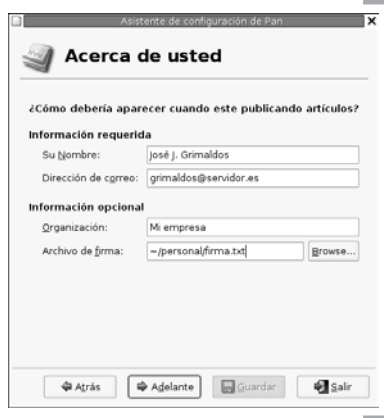 Asistente de configuración de Pan
Acerca de usted
¿Cómo debería aparecer cuando este publicando artículos?
Información requerida
Su Nombre: José J. Grimaldos
Dirección de correo: grimaldos@servidor.es
Información opcional
Organización: Mi empresa
Archivo de firma: ~/personal/firma.txt Browse...
Atrás Adelante Guardar Salir